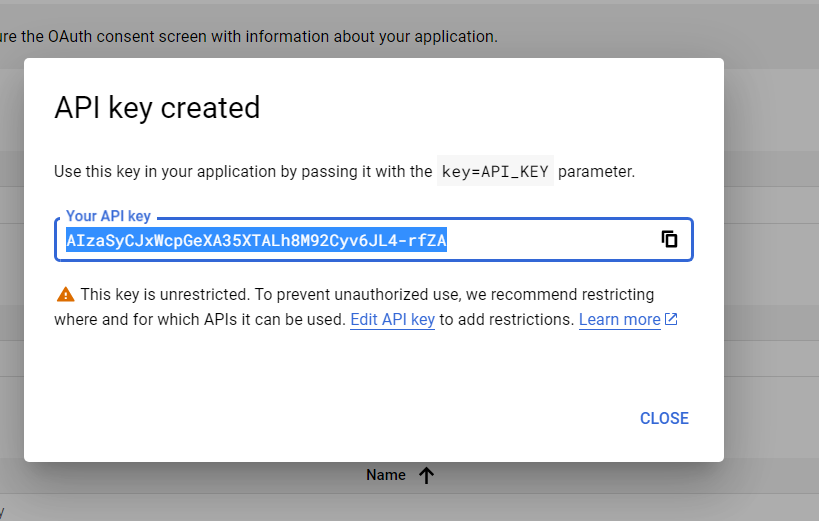 ure the OAuth consent screen with information about your application.
API key created
Use this key in your application by passing it with the key=API_KEY parameter.
Your API key
AIzaSyCJxWcpGeXA35XTALh8M92Cyv6JL4-rfZA
This key is unrestricted. To prevent unauthorized use, we recommend restricting
where and for which APIs it can be used. Edit API key to add restrictions. Learn more
CLOSE
Name
y